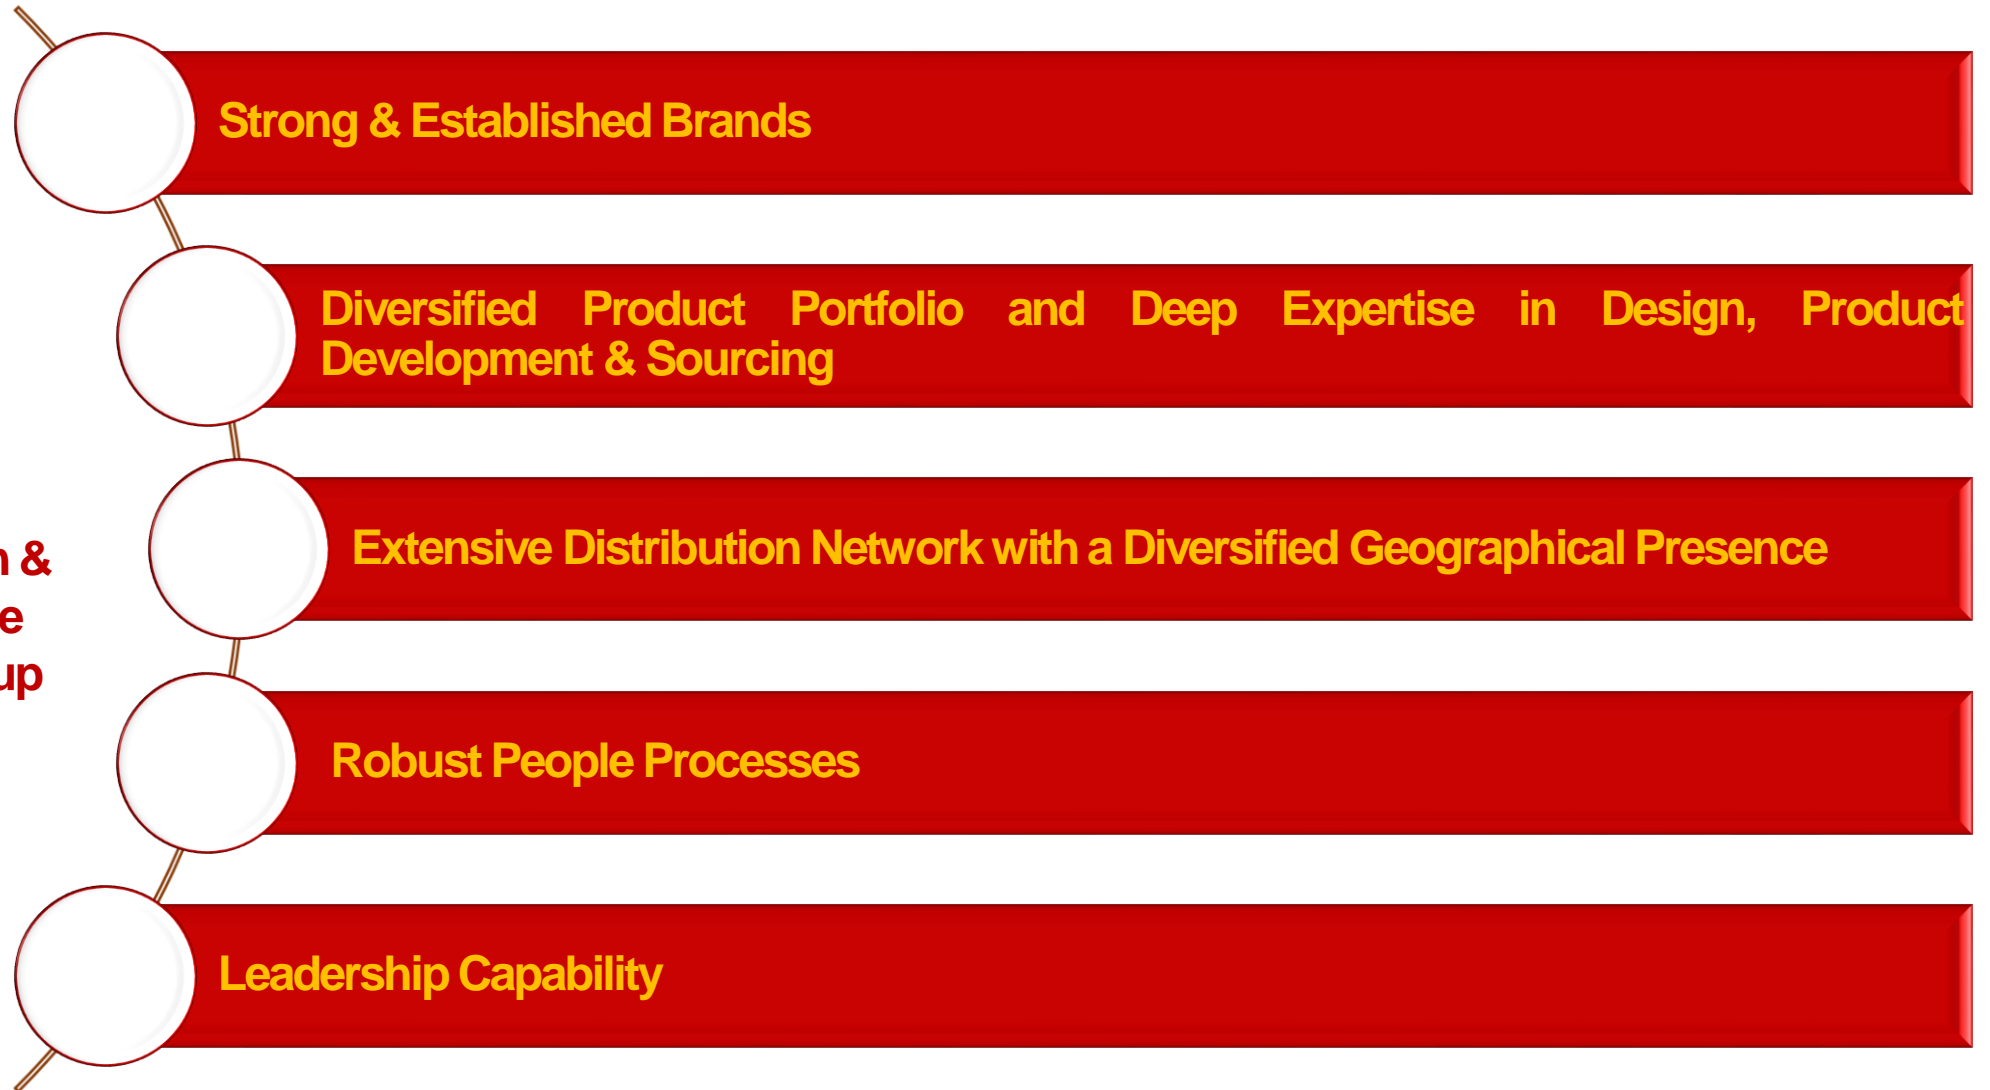 Strong & Established Brands
Diversified Product Portfolio and Deep Expertise in Design, Product
Development & Sourcing
Extensive Distribution Network with a Diversified Geographical Presence
&
Robust People Processes
Leadership Capability